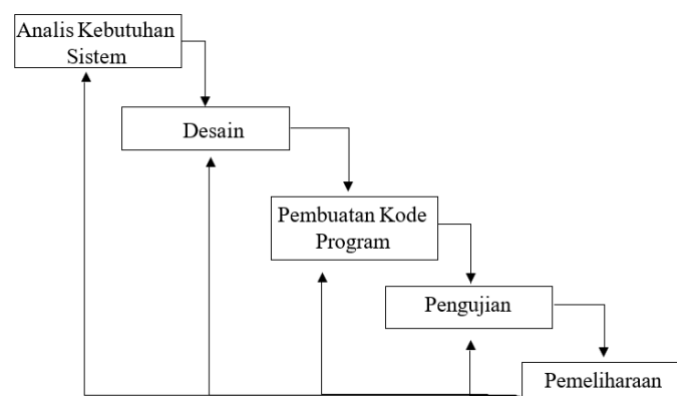 Analis Kebutuhan
Sistem
Desain
Pembuatan Kode
Program
Pengujian
Pemeliharaan